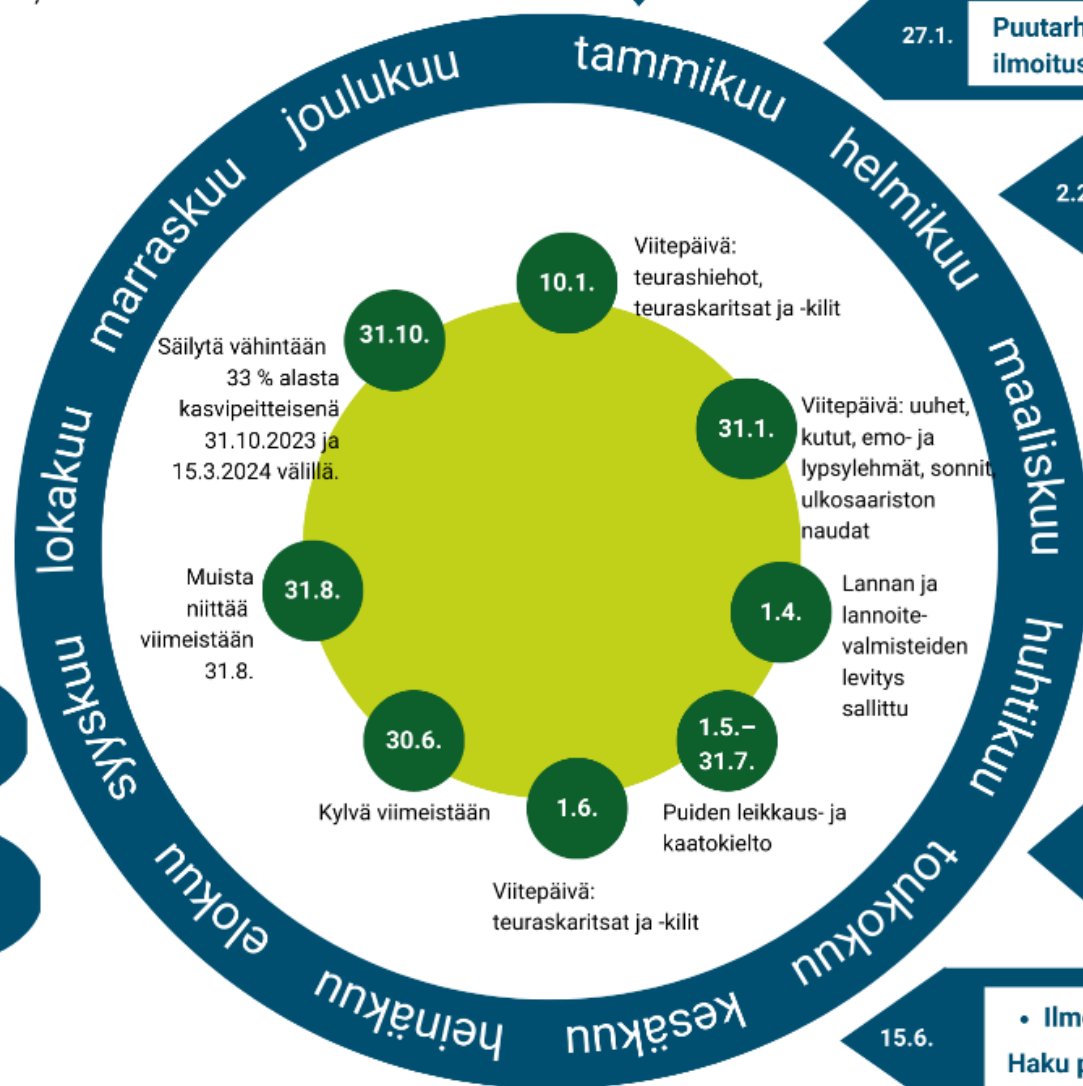 tammikuu
helmikuu
maaliskuu
huhtikuu
toukokuu
kesäkuu
heinäkuu
elokuu
syyskuu
lokakuu
marraskuu
joulukuu
10.1.
Viitepäivä:
teurashiehot,
teuraskaritsat ja -kilit
31.1.
Viitepäivä: uuhet,
kutut, emo- ja
lypsylehmät, sonnit,
ulkosaariston
naudat
1.4.
Lannan ja
lannoite-
valmisteiden
levitys
sallittu
1.5.–
31.7.
Puiden leikkaus- ja
kaatokielto
1.6.
Viitepäivä:
teuraskaritsat ja -kilit
30.6.
Kylvä viimeistään
31.8.
Muista
niittää
viimeistään
31.8.
31.10.
Säilytä vähintään
33 % alasta
kasvipeitteisenä
31.10.2023 ja
15.3.2024 välillä.
27.1.
15.6.
Haku